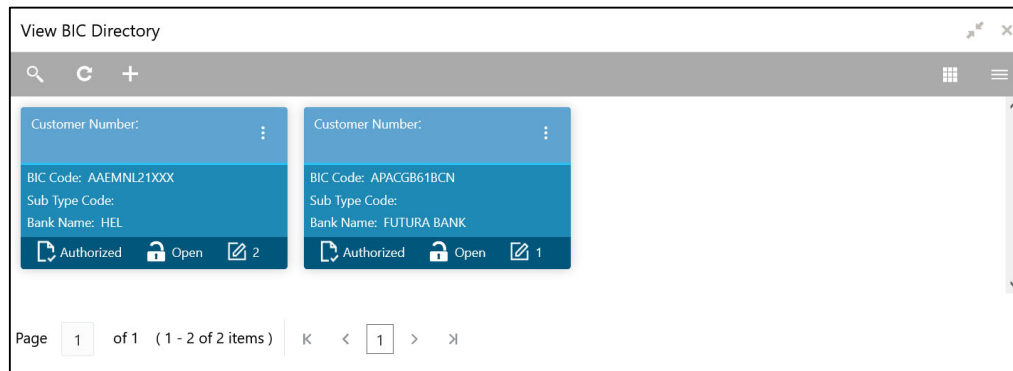 View BIC Directory
Customer Number:
BIC Code: AAEMNL21XXX
Sub Type Code:
Bank Name: HEL
Authorized Open 2
Customer Number:
BIC Code: APACGB61BCN
Sub Type Code:
Bank Name: FUTURA BANK
Authorized Open 1
Page 1 of 1 ( 1 - 2 of 2 items ) 1